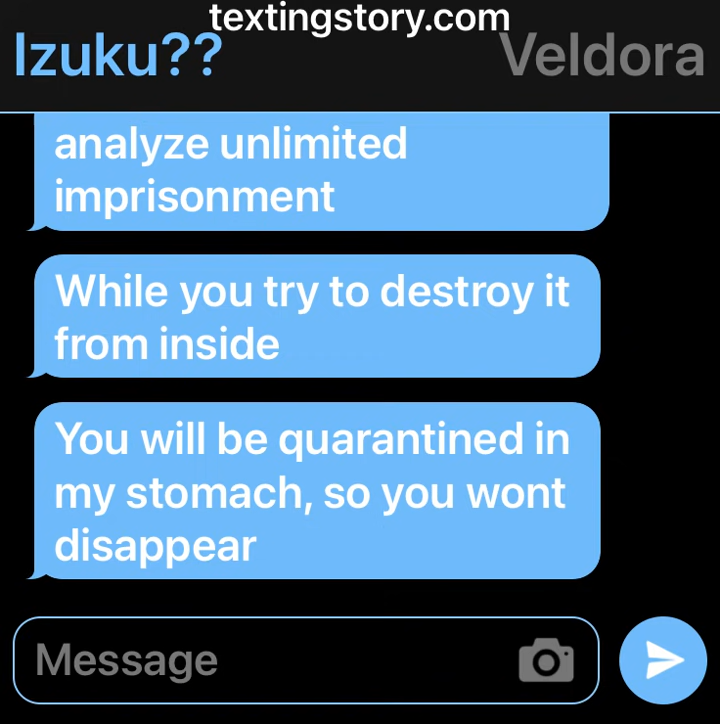 textingstory.com
Izuku??
Veldora
analyze unlimited
imprisonment
While you try to destroy it
from inside
You will be quarantined in
my stomach, so you wont
disappear
Message